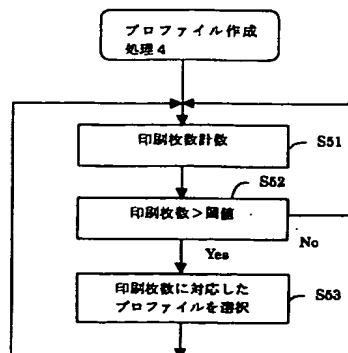 プロファイル作成
処理4
印刷枚数計数
S51
S52
印刷枚数＞閾値
No
Yes
印刷枚数に対応した
プロファイルを選択
S53